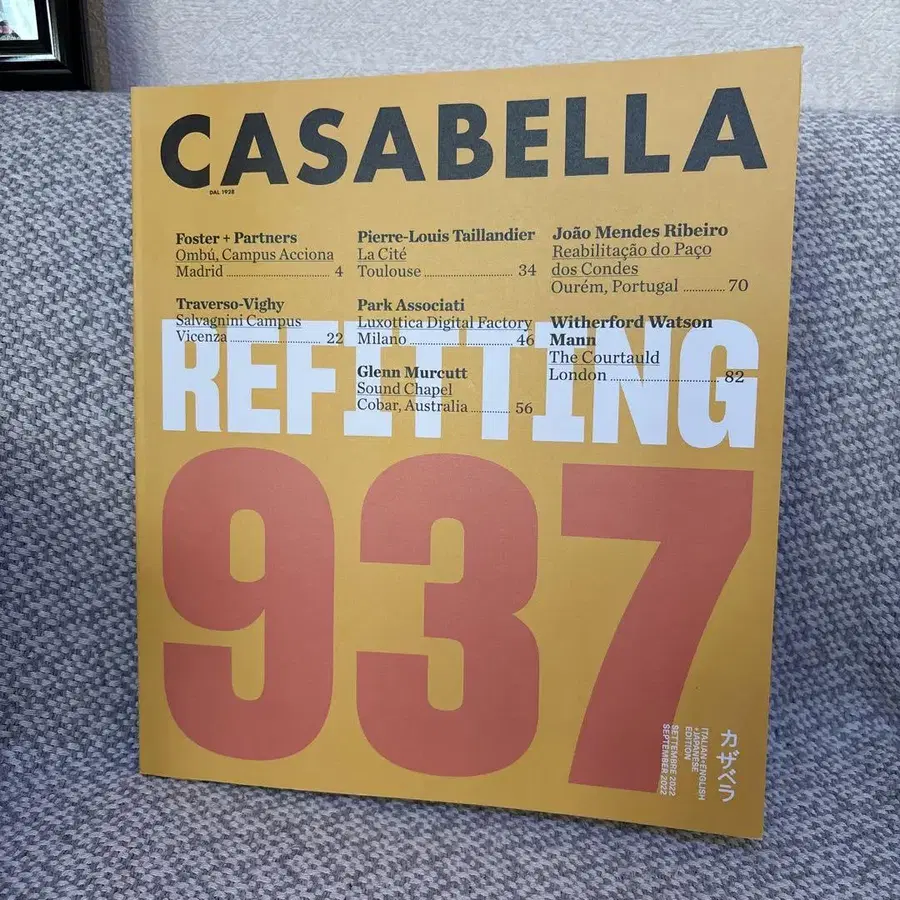 CASABELLA
DAL 1928
Foster + Partners
Ombú, Campus Acciona
Madrid ........................ 4
Traverso-Vighy
Salvagnini Campus
Vicenza ........................ 22
Pierre-Louis Taillandier
La Cité
Toulouse ........................ 34
Park Associati
Luxottica Digital Factory
Milano ........................ 46
Glenn Murcutt
Sound Chapel
Cobar, Australia .......... 56
João Mendes Ribeiro
Reabilitação do Paço
dos Condes
Ourém, Portugal .......... 70
Witherford Watson
Mann
The Courtauld
London ........................ 82
REFITTING
937
SETTEMBRE 2022
SEPTEMBER 2022
ITALIAN+ENGLISH
+JAPANESE
EDITION
カザベラ